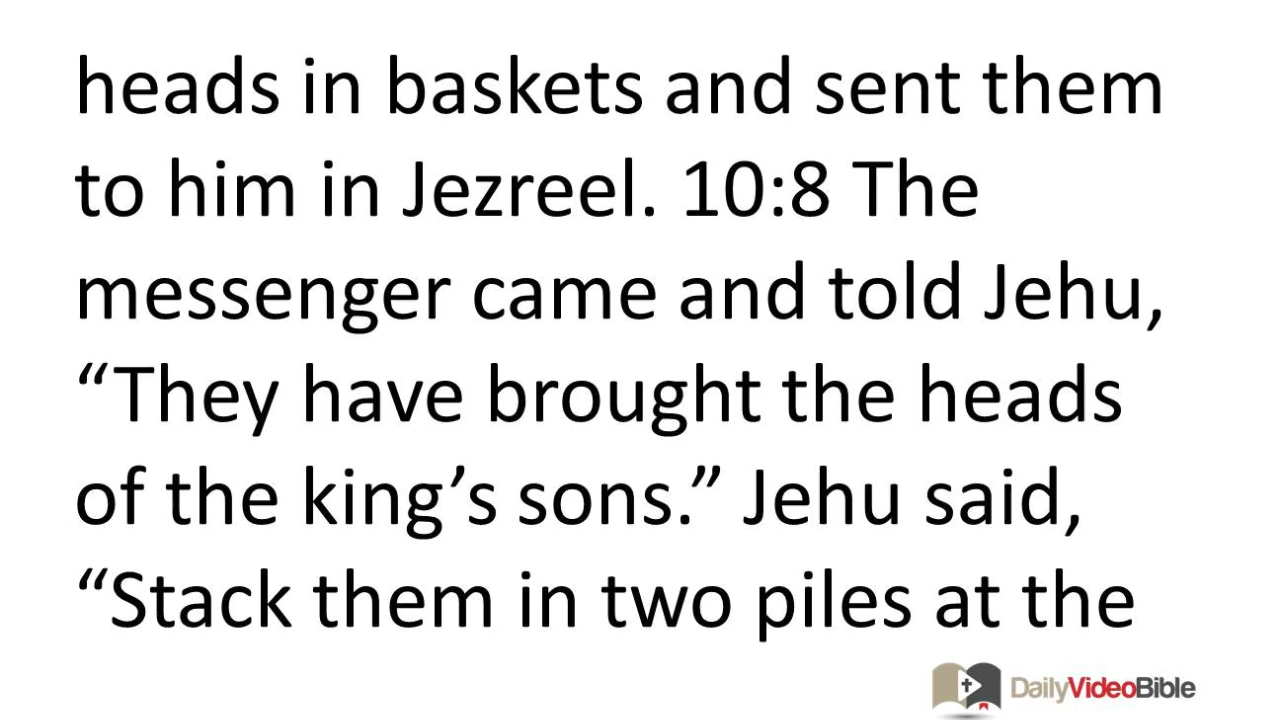 heads in baskets and sent them
to him in Jezreel. 10:8 The
messenger came and told Jehu,
“They have brought the heads
of the king’s sons.” Jehu said,
“Stack them in two piles at the
DailyVideoBible